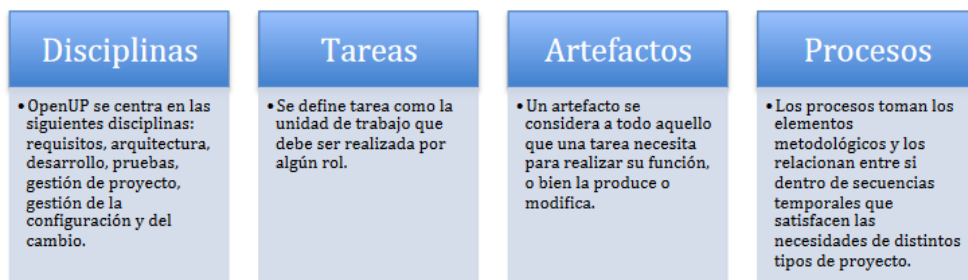 Disciplinas
• OpenUP se centra en las
siguientes disciplinas:
requisitos, arquitectura,
desarrollo, pruebas,
gestión de proyecto,
gestión de la
configuración y del
cambio.
Tareas
• Se define tarea como la
unidad de trabajo que
debe ser realizada por
algún rol.
Artefactos
• Un artefacto se
considera a todo aquello
que una tarea necesita
para realizar su función,
o bien la produce o
modifica.
Procesos
• Los procesos toman los
elementos
metodológicos y los
relacionan entre si
dentro de secuencias
temporales que
satisfacen las
necesidades de distintos
tipos de proyecto.